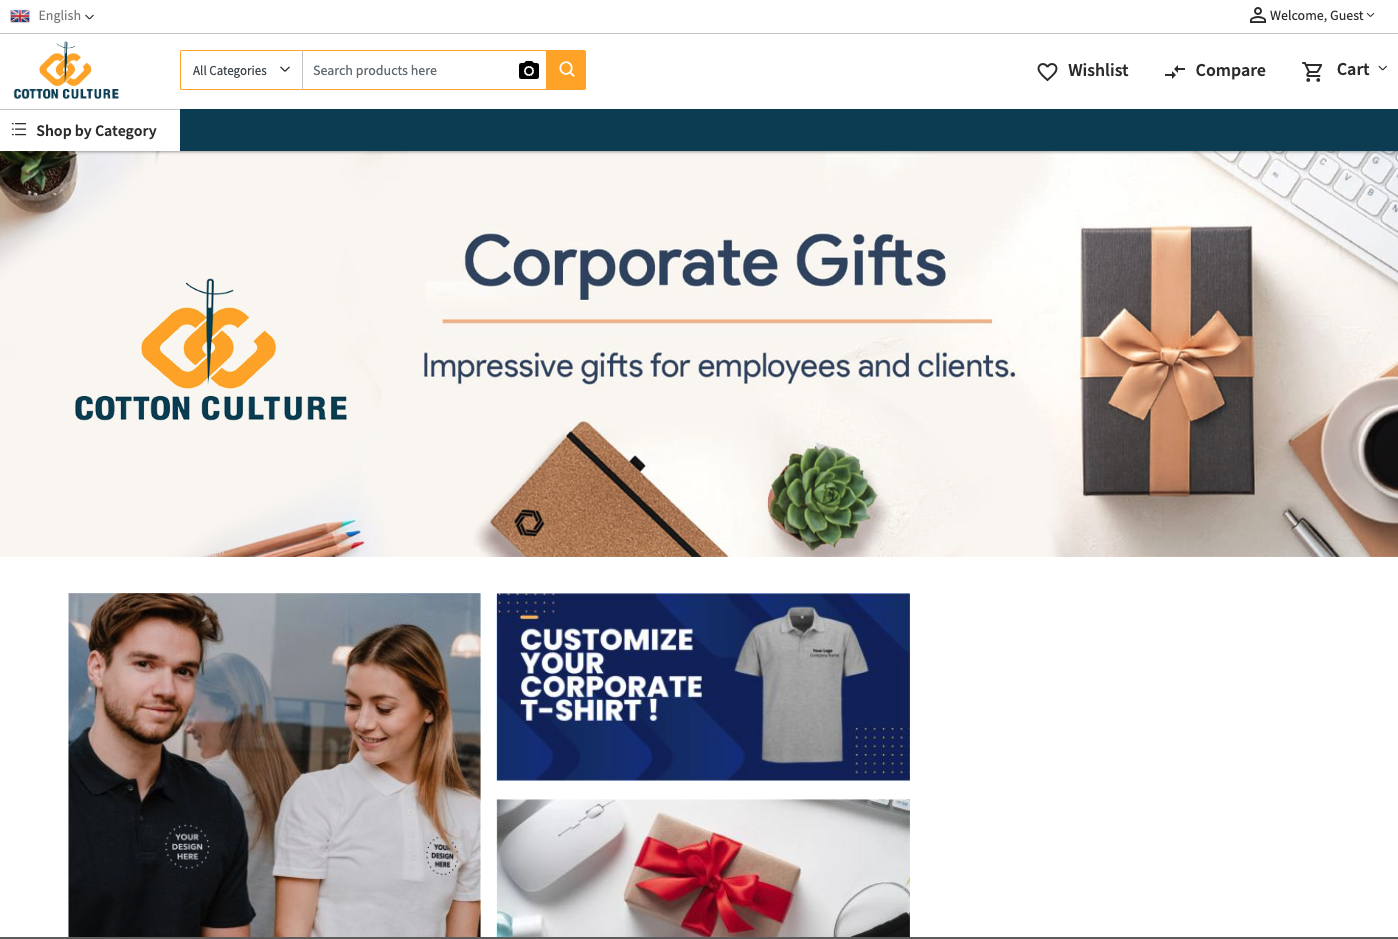 English
Welcome, Guest
COTTON CULTURE
All Categories
Search products here
Wishlist
Compare
Cart
Shop by Category
Corporate Gifts
Impressive gifts for employees and clients.
COTTON CULTURE
CUSTOMIZE
YOUR
CORPORATE
T-SHIRT !
Your Logo
Company Name
YOUR
DESIGN
HERE
YOUR
DESIGN
HERE